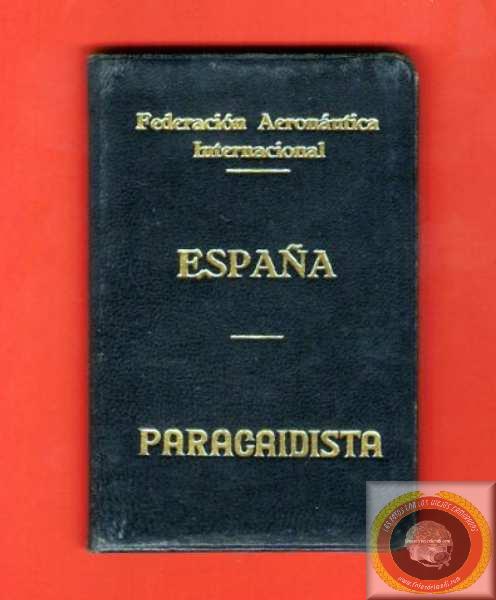 Federación Aeronáutica
Internacional
ESPAÑA
PARACAIDISTA